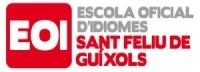 EOI
ESCOLA OFICIAL
D'IDIOMES
SANT FELIU DE
GUÍXOLS